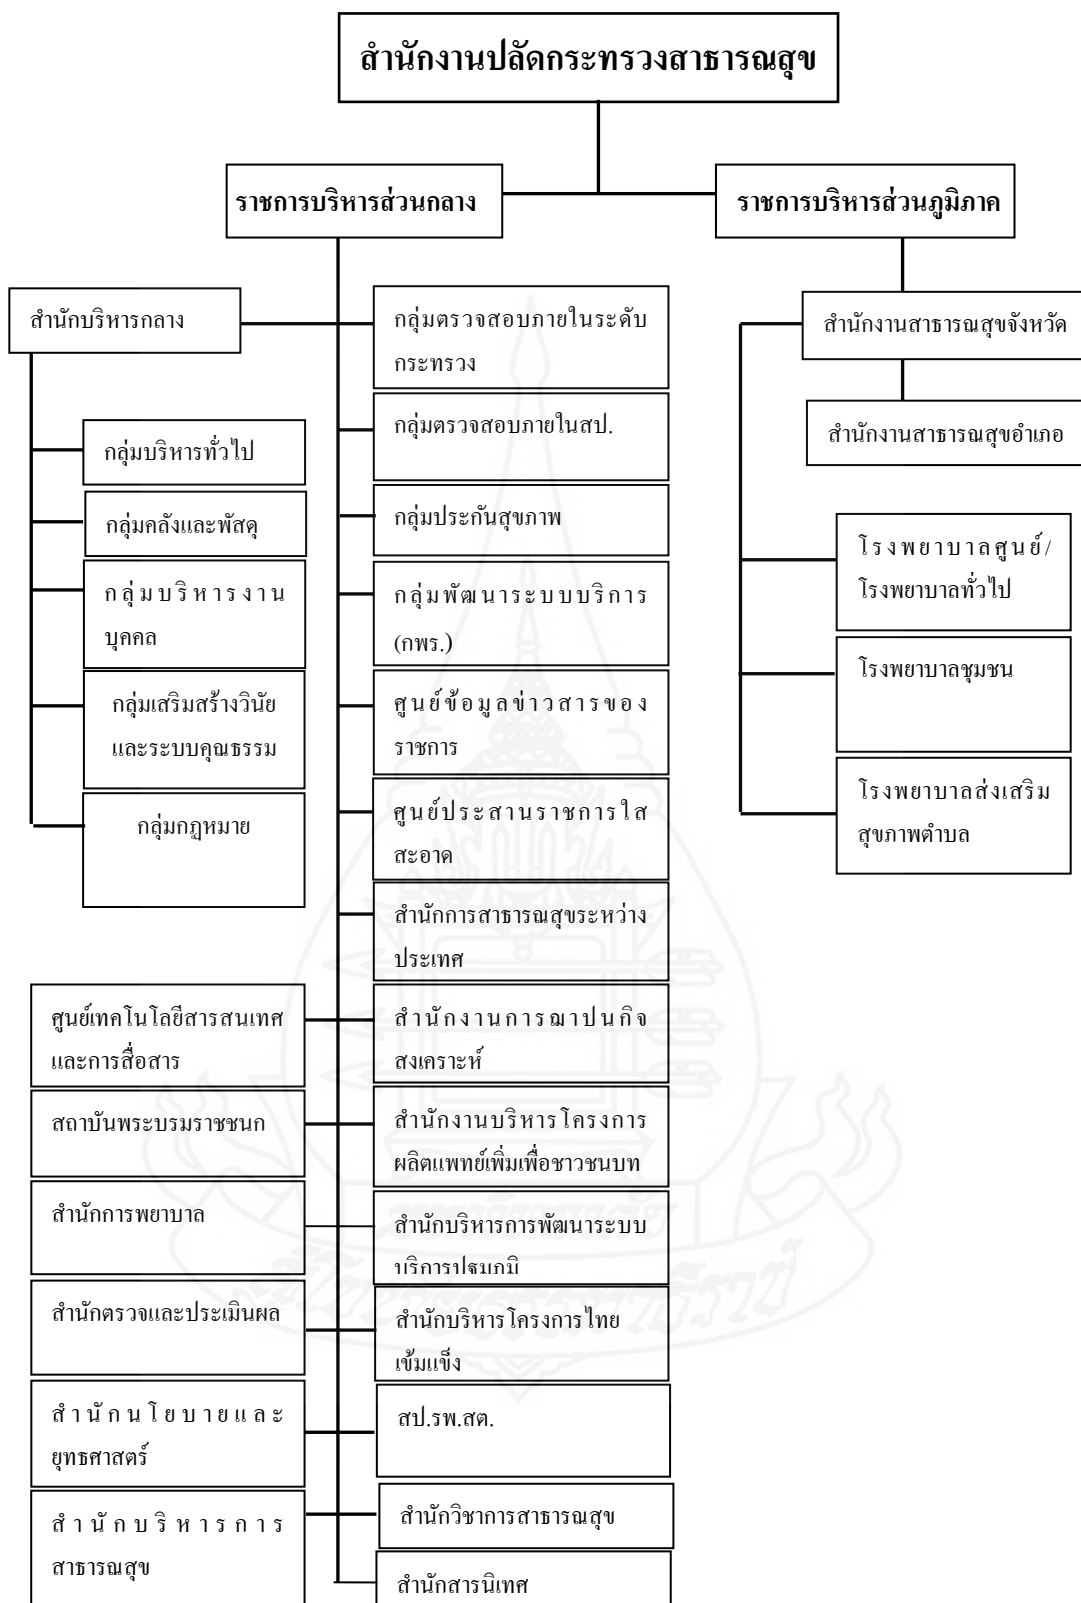 สำนักงานปลัดกระทรวงสาธารณสุข
ราชการบริหารส่วนกลาง
ราชการบริหารส่วนภูมิภาค
สำนักบริหารกลาง
กลุ่มบริหารทั่วไป
กลุ่มคลังและพัสดุ
กลุ่มบริหารงาน
บุคคล
กลุ่มเสริมสร้างวินัย
และระบบคุณธรรม
กลุ่มกฎหมาย
กลุ่มตรวจสอบภายในระดับ
กระทรวง
กลุ่มตรวจสอบภายในสป.
กลุ่มประกันสุขภาพ
กลุ่มพัฒนาระบบบริการ
(กพร.)
ศูนย์ข้อมูลข่าวสารของ
ราชการ
ศูนย์ประสานราชการใส
สะอาด
สำนักการสาธารณสุขระหว่าง
ประเทศ
ศูนย์เทคโนโลยีสารสนเทศ
และการสื่อสาร
สถาบันพระบรมราชชนก
สำนักการพยาบาล
สำนักตรวจและประเมินผล
สำนักนโยบายและ
ยุทธศาสตร์
สำนักบริหารการ
สาธารณสุข
สำนักงานการฌาปนกิจ
สงเคราะห์
สำนักงานบริหารโครงการ
ผลิตแพทย์เพิ่มเพื่อชาวชนบท
สำนักบริหารการพัฒนาระบบ
บริการปฐมภูมิ
สำนักบริหารโครงการไทย
เข้มแข็ง
สป.รพ.สต.
สำนักวิชาการสาธารณสุข
สำนักสารนิเทศ
สำนักงานสาธารณสุขจังหวัด
สำนักงานสาธารณสุขอำเภอ
โรงพยาบาลศูนย์/
โรงพยาบาลทั่วไป
โรงพยาบาลชุมชน
โรงพยาบาลส่งเสริม
สุขภาพตำบล